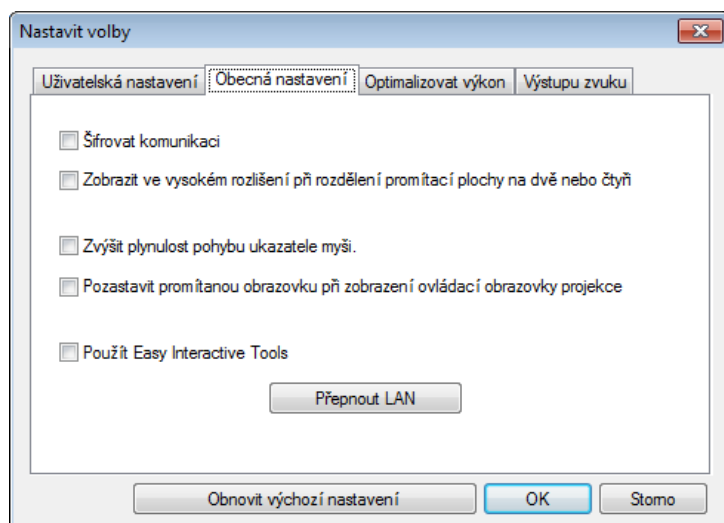 Nastavit volby
Uživatelská nastavení Obecná nastavení Optimalizovat výkon Výstupu zvuku
Šifrovat komunikaci
Zobrazit ve vysokém rozlišení při rozdělení promítací plochy na dvě nebo čtyři
Zvýšit plynulost pohybu ukazatele myši.
Pozastavit promítanou obrazovku při zobrazení ovládací obrazovky projekce
Použít Easy Interactive Tools
Přepnout LAN
Obnovit výchozí nastavení OK Storno